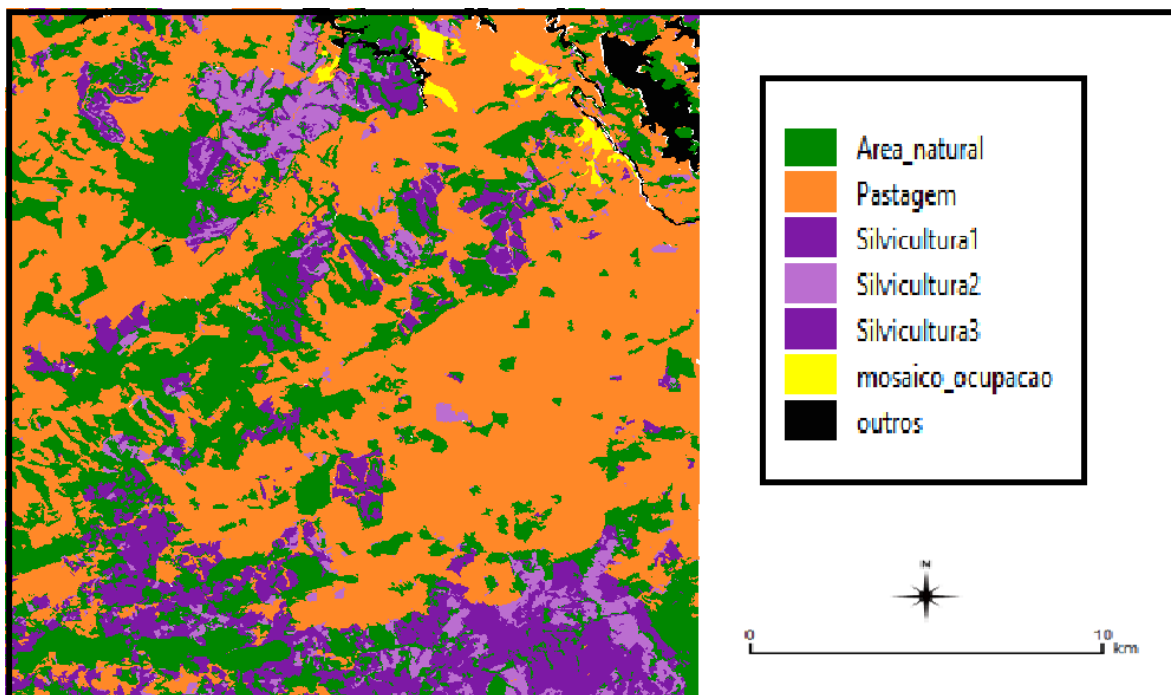 Area_natural
Pastagem
Silvicultura1
Silvicultura2
Silvicultura3
mosaico_ocupacao
outros
N
0 10
km